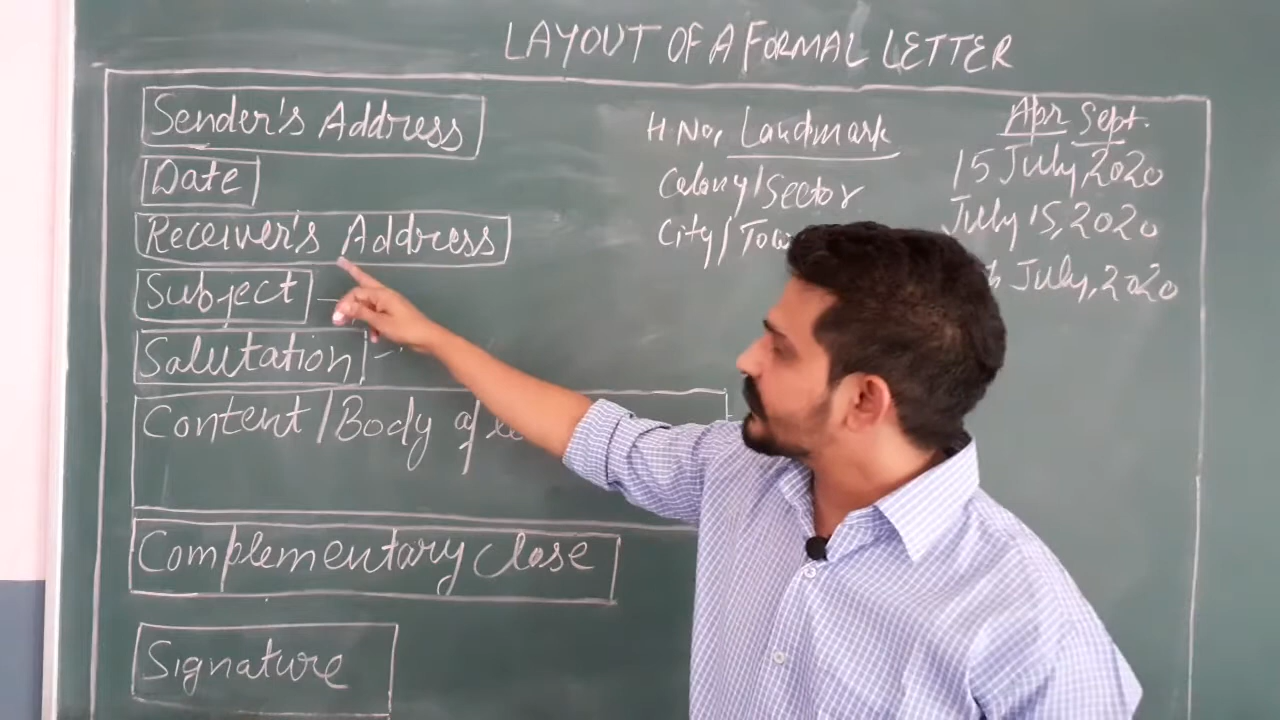 LAYOUT OF A FORMAL LETTER
Sender's Address
Date
Receiver's Address
Subject
Salutation
Content/Body of
Complementary Close
Signature
H No, Landmark
Colony/Sector
City/
Apr Sept.
15 July, 2020
July 15, 2020
July, 2020